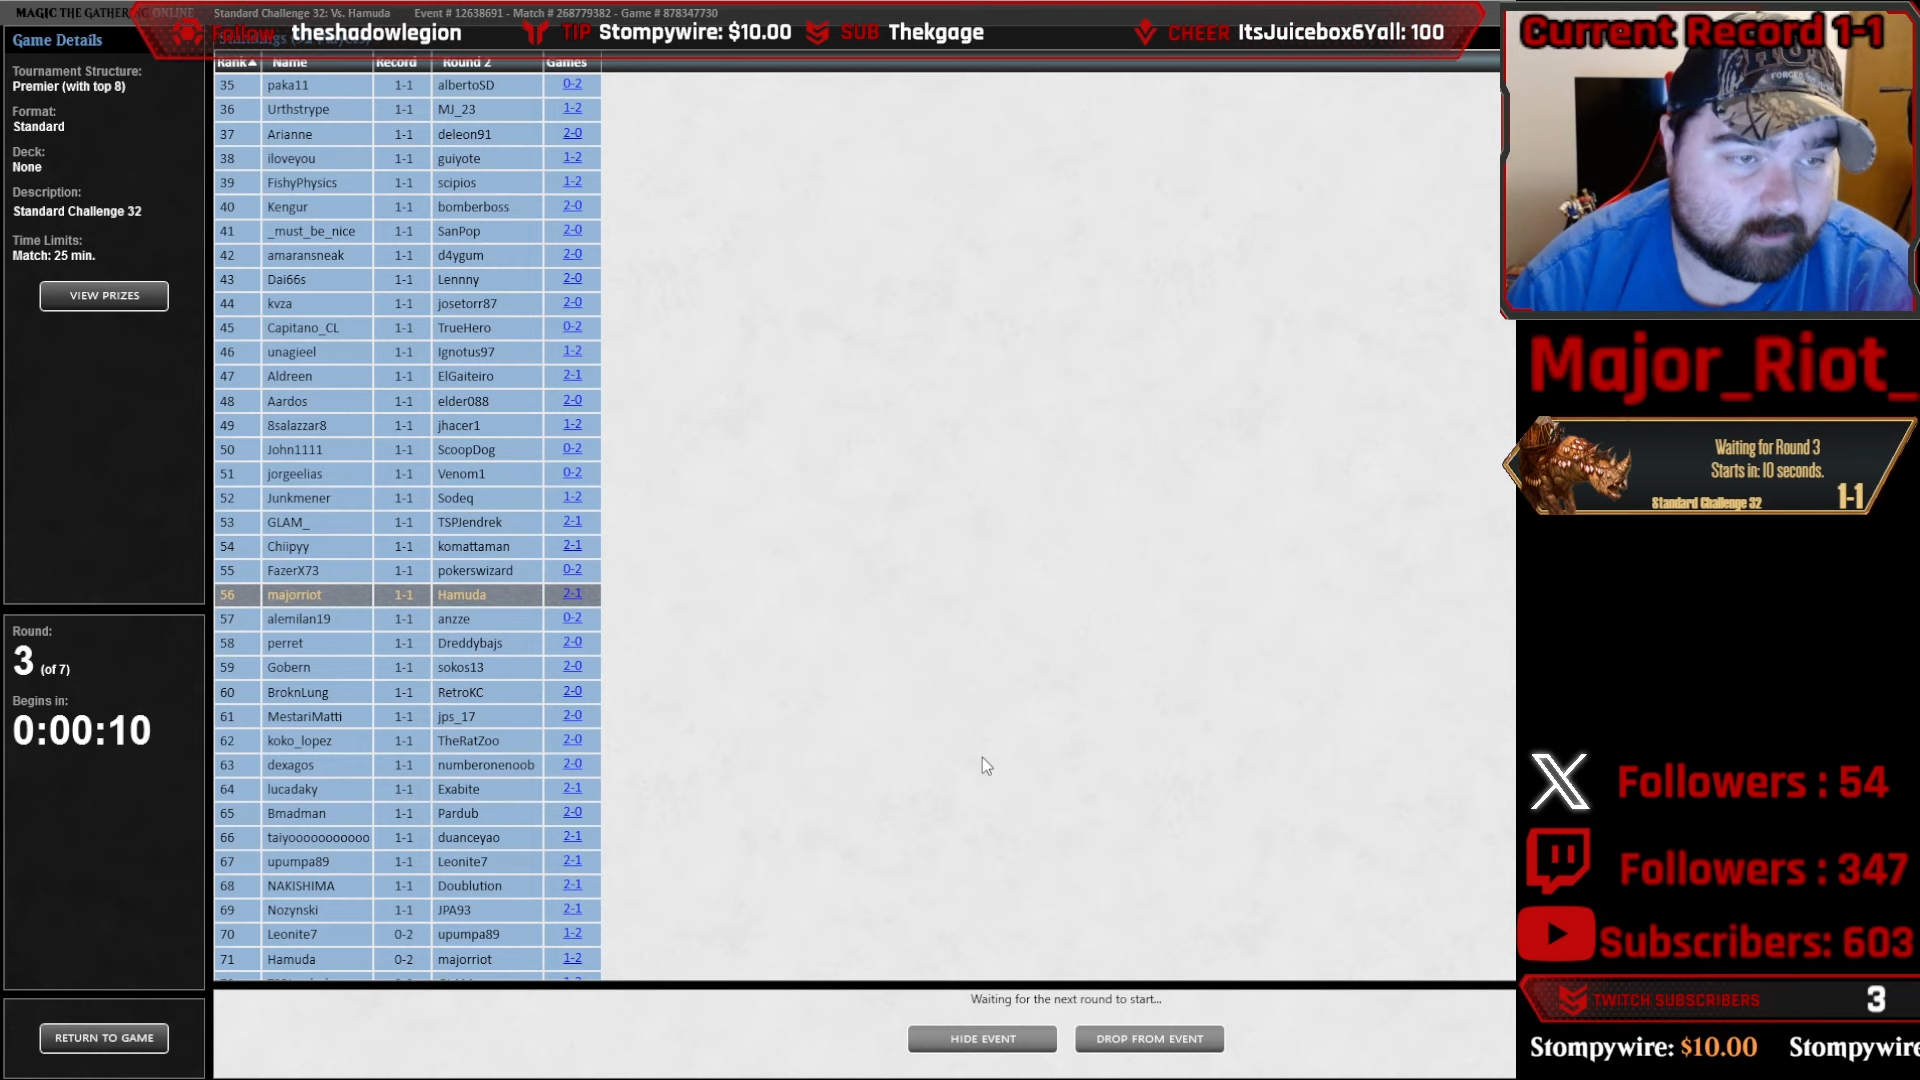 MAGIC THE GATHERING ONLINE Standard Challenge 32: Vs. Hamuda Event # 12638691 - Match # 268779382 - Game # 878347730
Follow theshadowlegion TIP Stompywire: $10.00 SUB Thekgage CHEER ItsJuicebox6Yall: 100
Game Details
Tournament Structure:
Premier (with top 8)
Format:
Standard
Deck:
None
Description:
Standard Challenge 32
Time Limits:
Match: 25 min.
VIEW PRIZES
Round:
3 (of 7)
Begins in:
0:00:10
RETURN TO GAME
Rank Name Record Round 2 Games
35 paka11 1-1 albertoSD 0-2
36 Urthstrype 1-1 MJ_23 1-2
37 Arianne 1-1 deleon91 2-0
38 iloveyou 1-1 guiyote 1-2
39 FishyPhysics 1-1 scipios 1-2
40 Kengur 1-1 bomberboss 2-0
41 _must_be_nice 1-1 SanPop 2-0
42 amaransneak 1-1 d4ygum 2-0
43 Dai66s 1-1 Lennny 2-0
44 kvza 1-1 josetorr87 2-0
45 Capitano_CL 1-1 TrueHero 0-2
46 unagieel 1-1 Ignotus97 1-2
47 Aldreen 1-1 ElGaiteiro 2-1
48 Aardos 1-1 elder088 2-0
49 8salazzar8 1-1 jhacer1 1-2
50 John1111 1-1 ScoopDog 0-2
51 jorgeelias 1-1 Venom1 0-2
52 Junkmener 1-1 Sodeq 1-2
53 GLAM_ 1-1 TSPJendrek 2-1
54 Chiipyy 1-1 komattaman 2-1
55 FazerX73 1-1 pokerswizard 0-2
56 majorriot 1-1 Hamuda 2-1
57 alemilan19 1-1 anzze 0-2
58 perret 1-1 Dreddybajs 2-0
59 Gobern 1-1 sokos13 2-0
60 BroknLung 1-1 RetroKC 2-0
61 MestariMatti 1-1 jps_17 2-0
62 koko_lopez 1-1 TheRatZoo 2-0
63 dexagos 1-1 numberonenoob 2-0
64 lucadaky 1-1 Exabite 2-1
65 Bmadman 1-1 Pardub 2-0
66 taiyooooooooooo 1-1 duanceyao 2-1
67 upumpa89 1-1 Leonite7 2-1
68 NAKISHIMA 1-1 Doublution 2-1
69 Nozynski 1-1 JPA93 2-1
70 Leonite7 0-2 upumpa89 1-2
71 Hamuda 0-2 majorriot 1-2
Waiting for the next round to start...
HIDE EVENT DROP FROM EVENT
Current Record 1-1
Major_Riot_
Waiting for Round 3
Starts in: 10 seconds.
Standard Challenge 32 1-1
Followers : 54
Followers : 347
Subscribers: 603
TWITCH SUBSCRIBERS 3
Stompywire: $10.00 Stompywire